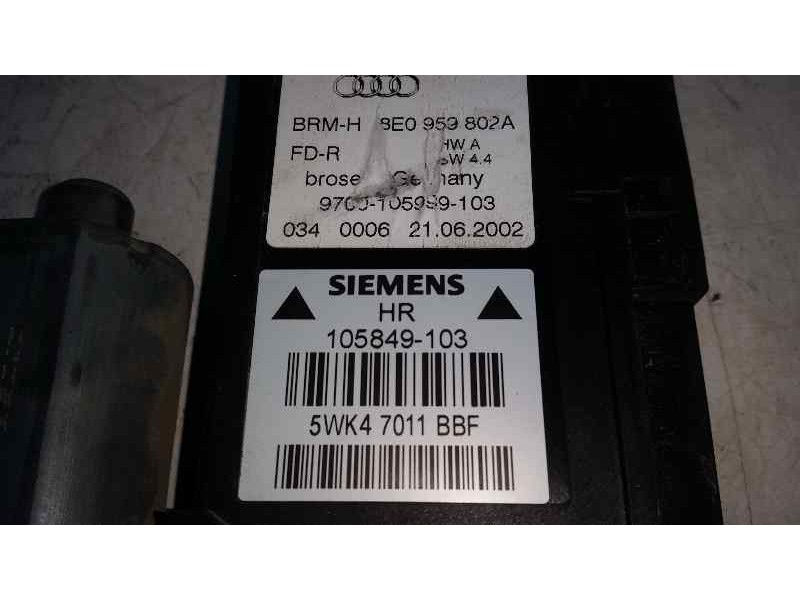 BRM-H 8E0 959 802A
FD-R HW A
SW 4.4
brose Germany
034 0006 21.06.2002
SIEMENS
HR
105849-103
5WK4 7011 BBF